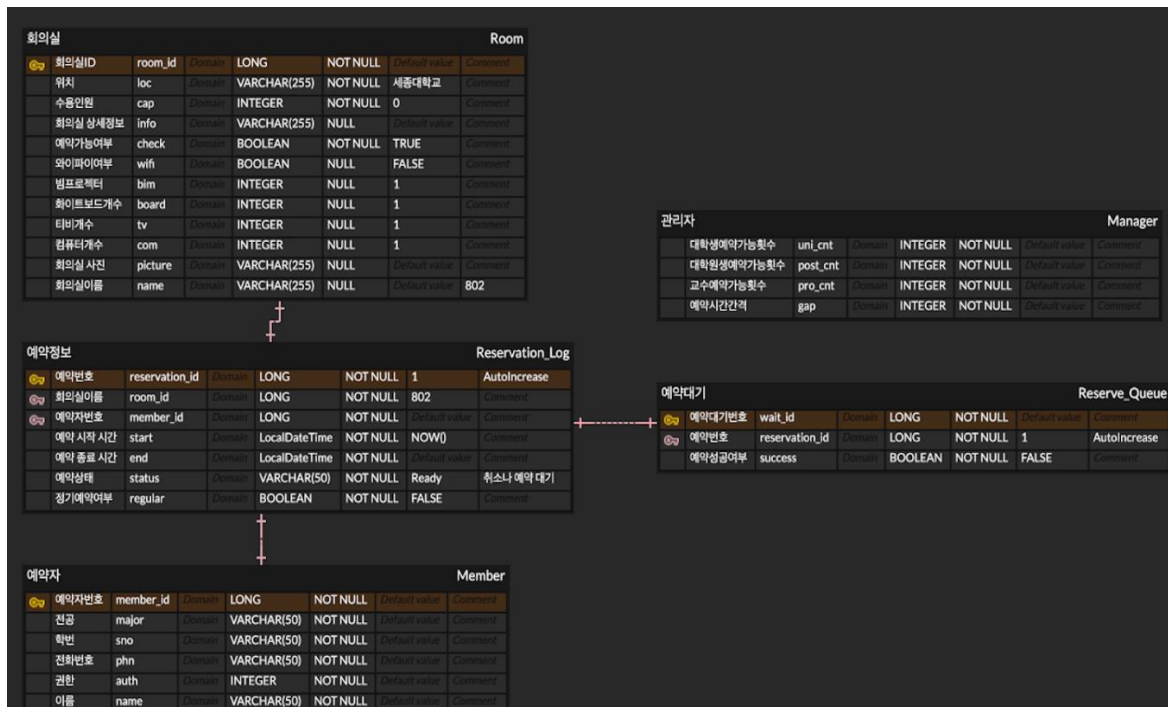 회의실 Room
회의실ID room_id Domain LONG NOT NULL Default value Comment
위치 loc Domain VARCHAR(255) NOT NULL 세종대학교 Comment
수용인원 cap Domain INTEGER NOT NULL 0 Comment
회의실 상세정보 info Domain VARCHAR(255) NULL Default value Comment
예약가능여부 check Domain BOOLEAN NOT NULL TRUE Comment
와이파이여부 wifi Domain BOOLEAN NULL FALSE Comment
빔프로젝터 bim Domain INTEGER NULL 1 Comment
화이트보드개수 board Domain INTEGER NULL 1 Comment
티비개수 tv Domain INTEGER NULL 1 Comment
컴퓨터개수 com Domain INTEGER NULL 1 Comment
회의실 사진 picture Domain VARCHAR(255) NULL Default value Comment
회의실이름 name Domain VARCHAR(255) NULL Default value 802
관리자 Manager
대학생예약가능횟수 uni_cnt Domain INTEGER NOT NULL Default value Comment
대학원생예약가능횟수 post_cnt Domain INTEGER NOT NULL Default value Comment
교수예약가능횟수 pro_cnt Domain INTEGER NOT NULL Default value Comment
예약시간간격 gap Domain INTEGER NOT NULL Default value Comment
예약정보 Reservation_Log
예약번호 reservation_id Domain LONG NOT NULL 1 AutoIncrease
회의실이름 room_id Domain LONG NOT NULL 802 Comment
예약자번호 member_id Domain LONG NOT NULL Default value Comment
예약 시작 시간 start Domain LocalDateTime NOT NULL NOW() Comment
예약 종료 시간 end Domain LocalDateTime NOT NULL Default value Comment
예약상태 status Domain VARCHAR(50) NOT NULL Ready 취소나 예약 대기
정기예약여부 regular Domain BOOLEAN NOT NULL FALSE Comment
예약대기 Reserve_Queue
예약대기번호 wait_id Domain LONG NOT NULL Default value Comment
예약번호 reservation_id Domain LONG NOT NULL 1 AutoIncrease
예약성공여부 success Domain BOOLEAN NOT NULL FALSE Comment
예약자 Member
예약자번호 member_id Domain LONG NOT NULL Default value Comment
전공 major Domain VARCHAR(50) NOT NULL Default value Comment
학번 sno Domain VARCHAR(50) NOT NULL Default value Comment
전화번호 phn Domain VARCHAR(50) NOT NULL Default value Comment
권한 auth Domain INTEGER NOT NULL Default value Comment
이름 name Domain VARCHAR(50) NOT NULL Default value Comment